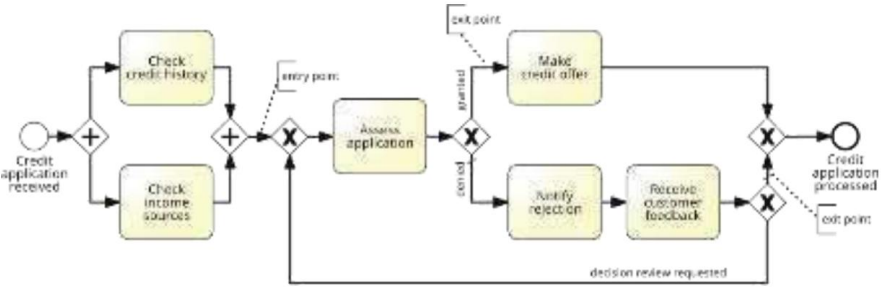 Credit
application
received
Check
credit history
Check
income
sources
entry point
Assess
application
exit point
granted
denied
Make
credit offer
Notify
rejection
Receive
customer
feedback
decision review requested
Credit
application
processed
exit point